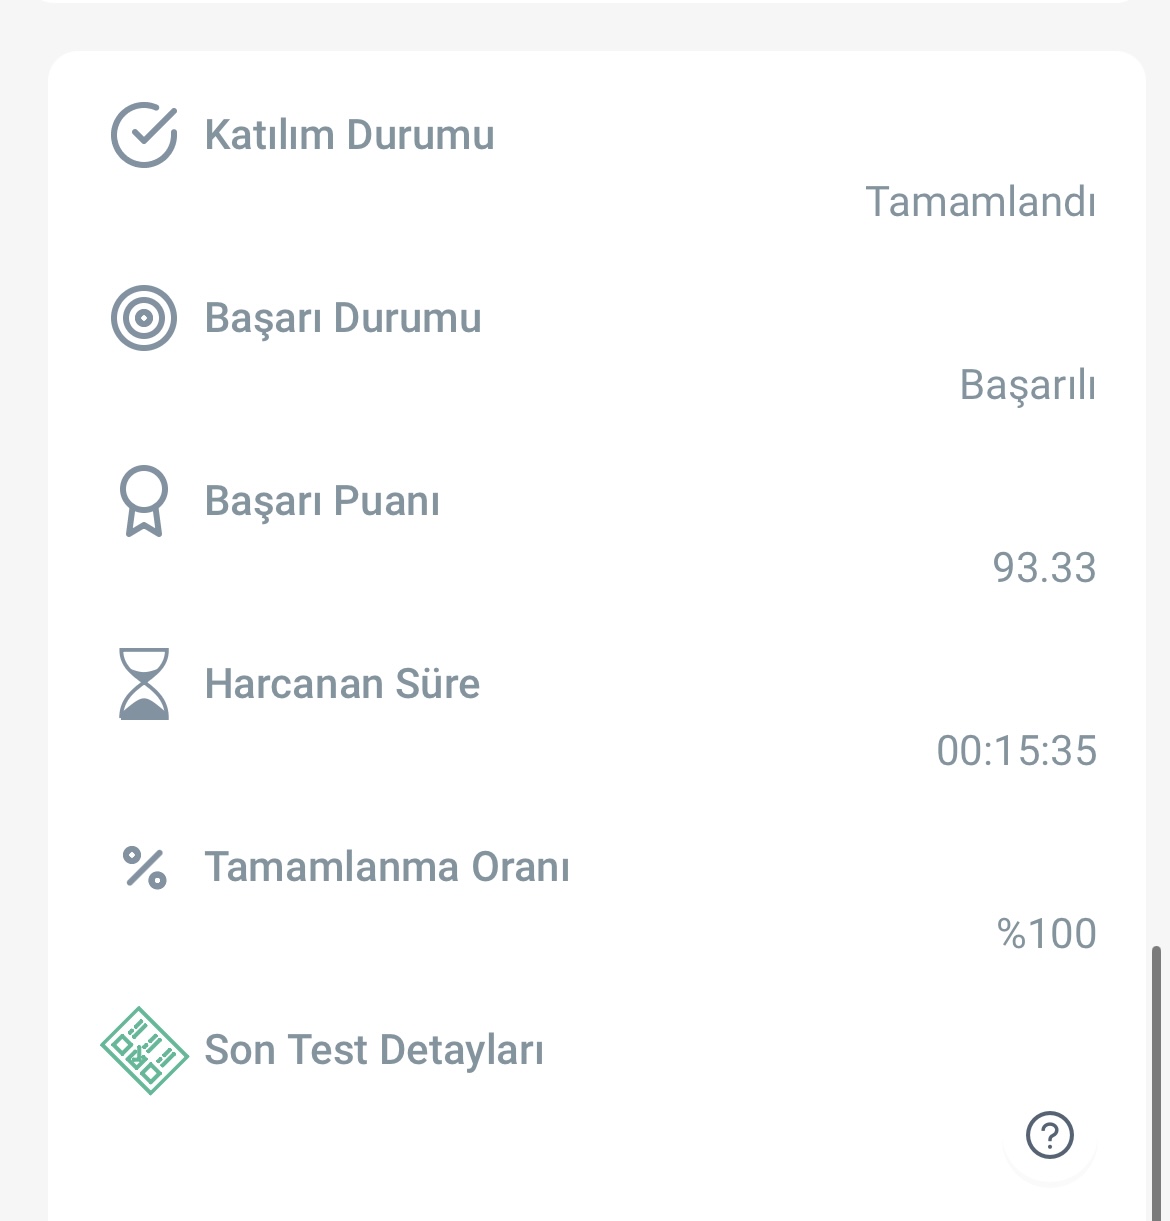 Katılım Durumu
Tamamlandı
Başarı Durumu
Başarılı
Başarı Puanı
93.33
Harcanan Süre
00:15:35
Tamamlanma Oranı
%100
Son Test Detayları
?